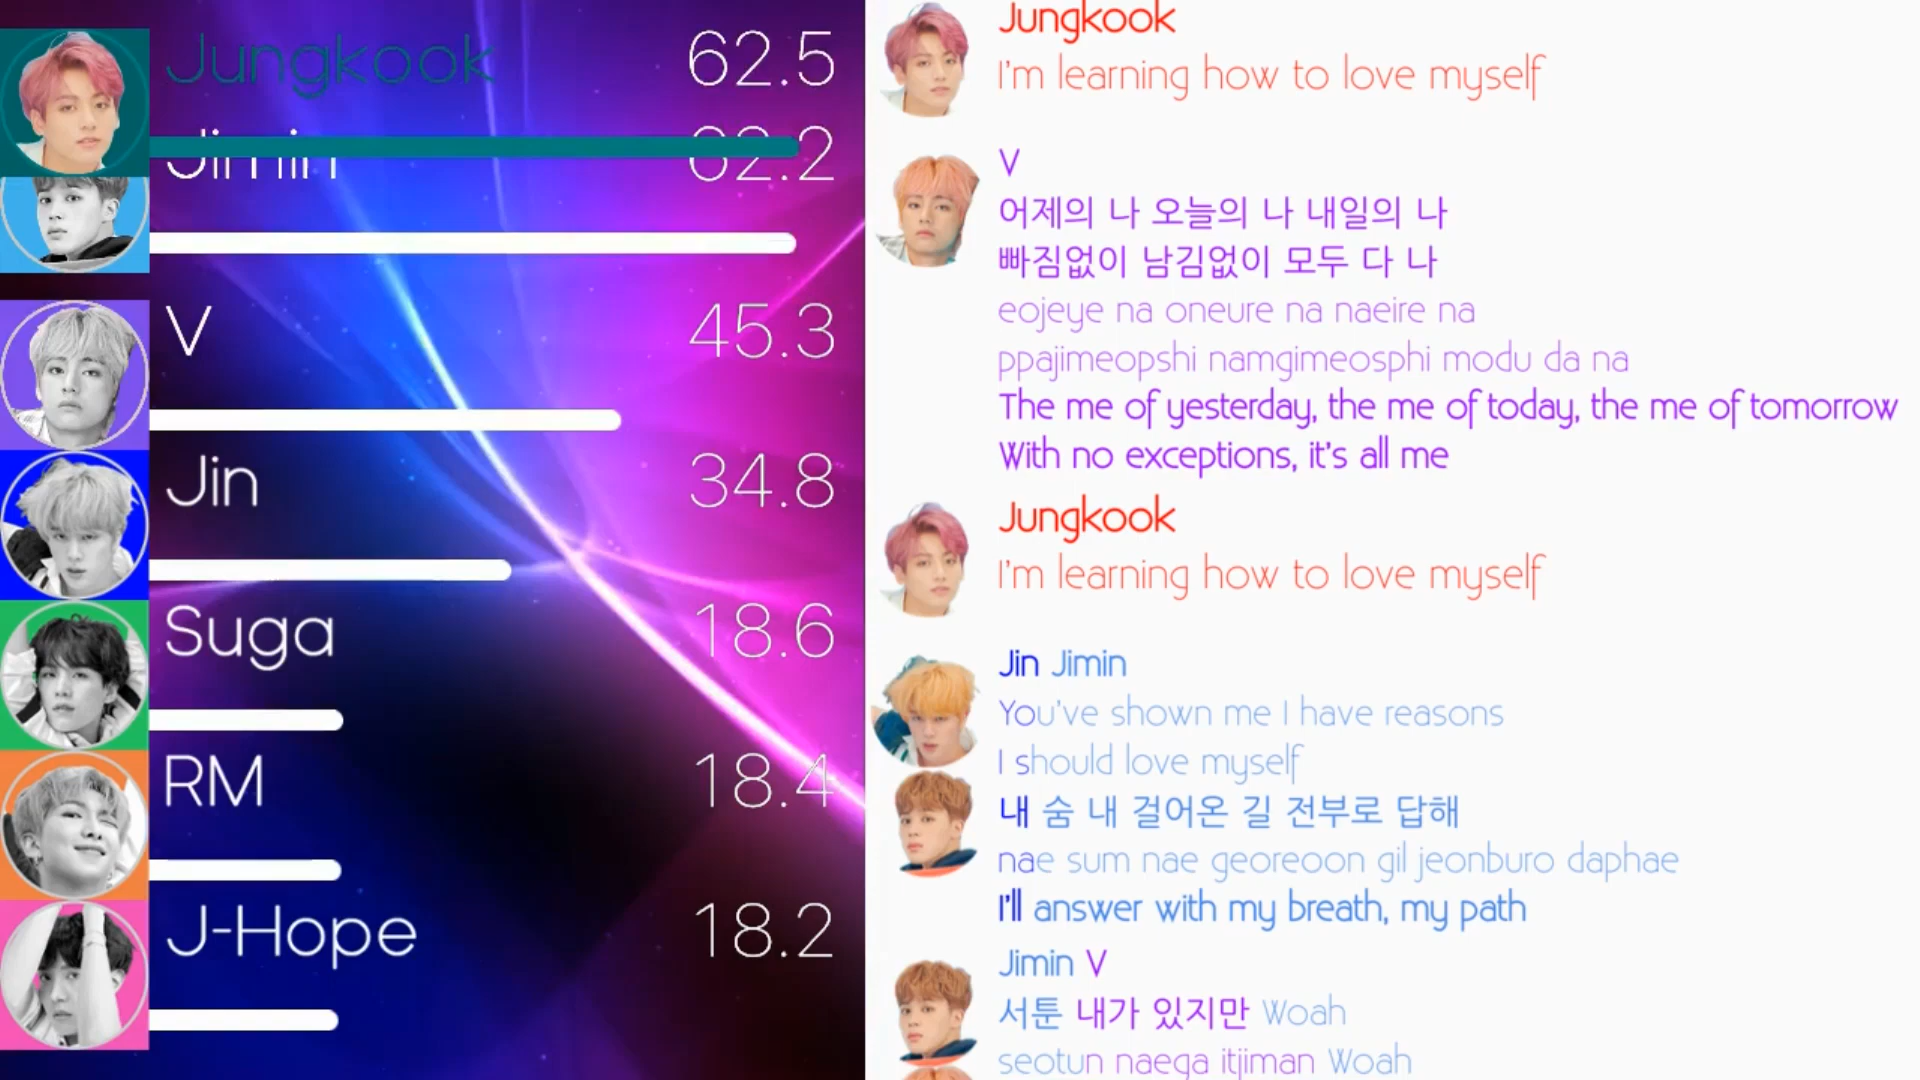 Jungkook 62.5
Jimin 62.2
V 45.3
Jin 34.8
Suga 18.6
RM 18.4
J-Hope 18.2
Jungkook
I'm learning how to love myself
V
어제의 나 오늘의 나 내일의 나
빠짐없이 남김없이 모두 다 나
eojeye na oneure na naeire na
ppajimeopshi namgimeosphi modu da na
The me of yesterday, the me of today, the me of tomorrow
With no exceptions, it's all me
Jungkook
I'm learning how to love myself
Jin Jimin
You've shown me I have reasons
I should love myself
내 숨 내 걸어온 길 전부로 답해
nae sum nae georeoon gil jeonburo daphae
I'll answer with my breath, my path
Jimin V
서툰 내가 있지만 Woah
seotun naega itjiman Woah